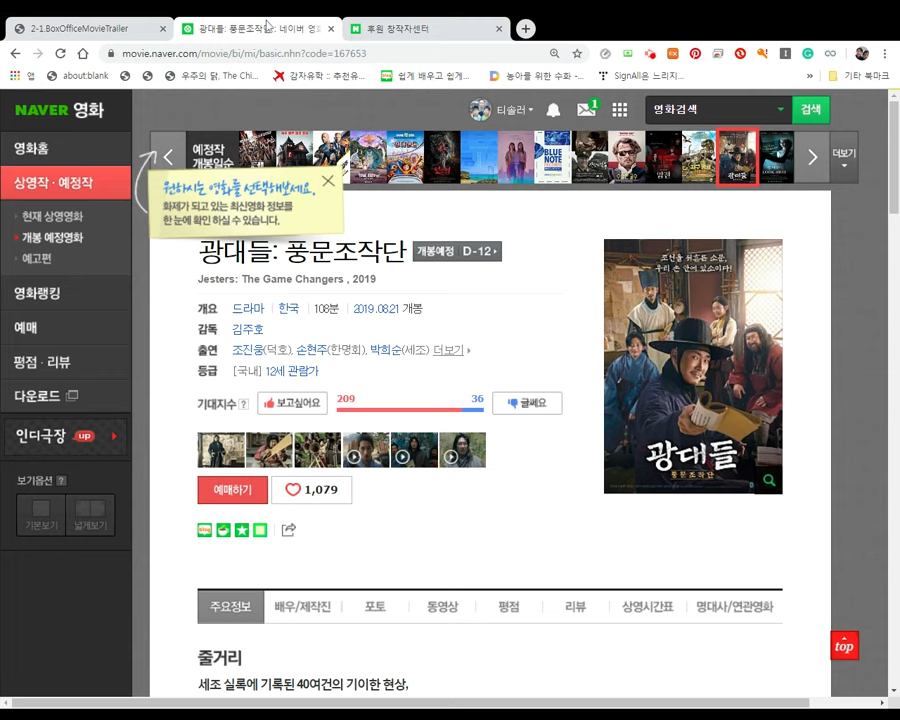 2-1.BoxOfficeMovieTrailer
광대들: 풍문조작단: 네이버 영화
후원 창작자센터
movie.naver.com/movie/bi/mi/basic.nhn?code=167653
앱
about:blank
우주의 닭, The Chi...
감자유학 :: 추천유...
쉽게 배우고 쉽게...
농아를 위한 수화 -...
SignAll은 느리지...
기타 북마크
NAVER 영화
티솔러
1
영화검색
검색
영화홈
상영작 · 예정작
현재 상영영화
개봉 예정영화
예고편
영화랭킹
예매
평점 · 리뷰
다운로드
인디극장 up
보기옵션 ?
기본보기
넓게보기
예정작
개봉일순
더보기
원하시는 영화를 선택해보세요.
화제가 되고 있는 최신영화 정보를
한 눈에 확인 하실 수 있습니다.
광대들: 풍문조작단
개봉예정 D-12
Jesters: The Game Changers , 2019
개요 드라마 한국 108분 2019.08.21 개봉
감독 김주호
출연 조진웅(덕호), 손현주(한명회), 박희순(세조) 더보기
등급 [국내] 12세 관람가
기대지수 ? 보고싶어요 209 36 글쎄요
예매하기
1,079
조선을 뒤흔든 소문,
우리 손 안에 있소이다!
광대들
풍문조작단
주요정보 배우/제작진 포토 동영상 평점 리뷰 상영시간표 명대사/연관영화
줄거리
세조 실록에 기록된 40여건의 기이한 현상,
top